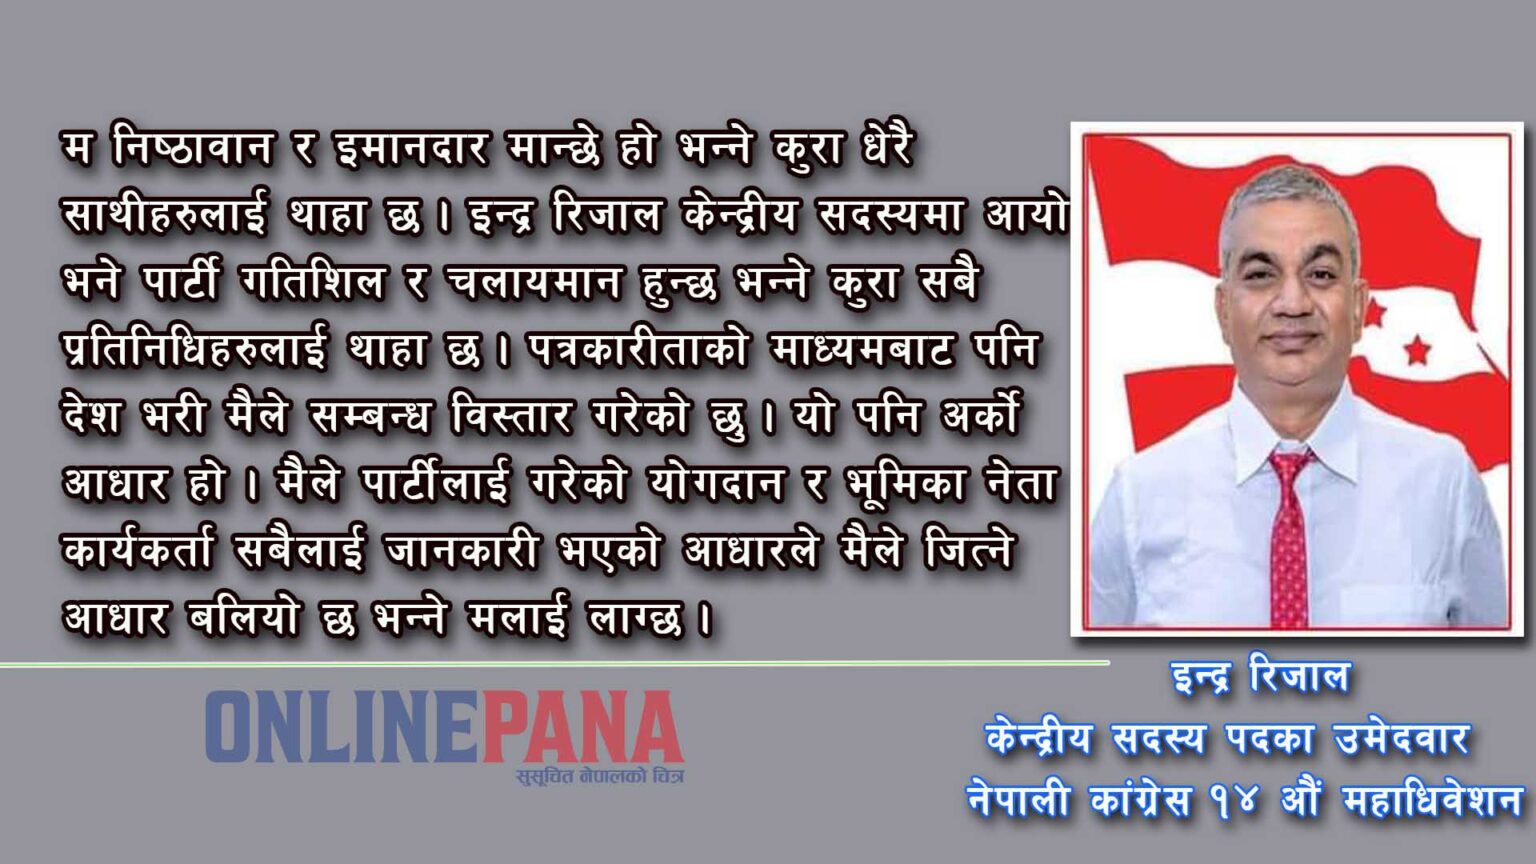 म निष्ठावान र इमानदार मान्छे हो भन्ने कुरा धेरै
साथीहरुलाई थाहा छ । इन्द्र रिजाल केन्द्रीय सदस्यमा आयो
भने पार्टी गतिशिल र चलायमान हुन्छ भन्ने कुरा सबै
प्रतिनिधिहरुलाई थाहा छ । पत्रकारीताको माध्यमबाट पनि
देश भरी मैले सम्बन्ध विस्तार गरेको छु । यो पनि अर्को
आधार हो । मैले पार्टीलाई गरेको योगदान र भूमिका नेता
कार्यकर्ता सबैलाई जानकारी भएको आधारले मैले जित्ने
आधार बलियो छ भन्ने मलाई लाग्छ ।
इन्द्र रिजाल
केन्द्रीय सदस्य पदका उमेदवार
नेपाली कांग्रेस १४ औं महाधिवेशन
ONLINEPANA
सुसूचित नेपालको चित्र